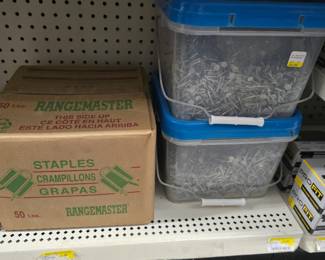 50 LBS.
RANGEMASTER
THIS SIDE UP
CE CÔTÉ EN HAUT
ESTE LADO HACIA ARRIBA
STAPLES
CRAMPILLONS
GRAPAS
50 LBS.
RANGEMASTER